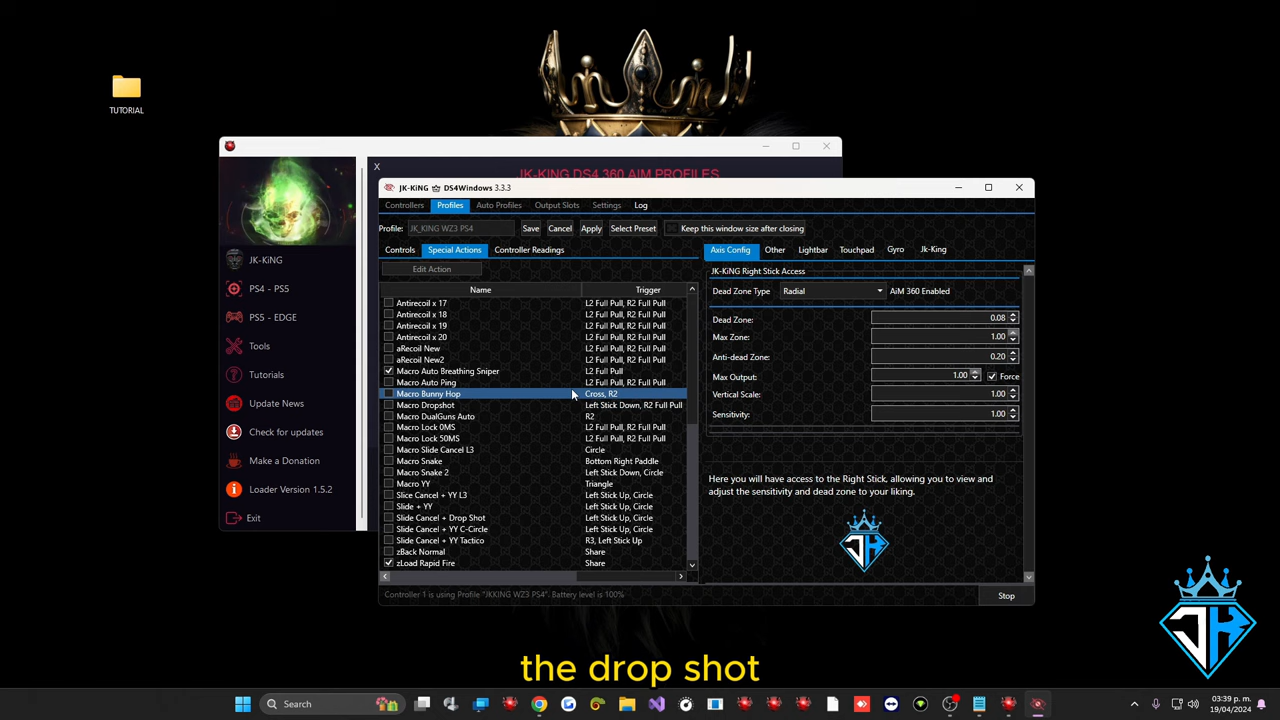 TUTORIAL
X
JK-KING DS4 360 AIM PROFILES
JK-KiNG
PS4 - PS5
PS5 - EDGE
Tools
Tutorials
Update News
Check for updates
Make a Donation
Loader Version 1.5.2
Exit
JK-KiNG DS4Windows 3.3.3
Controllers Profiles Auto Profiles Output Slots Settings Log
Profile: JK_KING WZ3 PS4 Save Cancel Apply Select Preset Keep this window size after closing
Controls Special Actions Controller Readings
Edit Action
Name Trigger
Antirecoil x 17 L2 Full Pull, R2 Full Pull
Antirecoil x 18 L2 Full Pull, R2 Full Pull
Antirecoil x 19 L2 Full Pull, R2 Full Pull
Antirecoil x 20 L2 Full Pull, R2 Full Pull
aRecoil New L2 Full Pull, R2 Full Pull
aRecoil New2 L2 Full Pull, R2 Full Pull
Macro Auto Breathing Sniper L2 Full Pull
Macro Auto Ping L2 Full Pull, R2 Full Pull
Macro Bunny Hop Cross, R2
Macro Dropshot Left Stick Down, R2 Full Pull
Macro DualGuns Auto R2
Macro Lock 0MS L2 Full Pull, R2 Full Pull
Macro Lock 50MS L2 Full Pull, R2 Full Pull
Macro Slide Cancel L3 Circle
Macro Snake Bottom Right Paddle
Macro Snake 2 Left Stick Down, Circle
Macro YY Triangle
Slice Cancel + YY L3 Left Stick Up, Circle
Slide + YY Left Stick Up, Circle
Slide Cancel + Drop Shot Left Stick Up, Circle
Slide Cancel + YY C-Circle Left Stick Up, Circle
Slide Cancel + YY Tactico R3, Left Stick Up
zBack Normal Share
zLoad Rapid Fire Share
Axis Config Other Lightbar Touchpad Gyro Jk-King
JK-KiNG Right Stick Access
Dead Zone Type Radial AiM 360 Enabled
Dead Zone: 0.08
Max Zone: 1.00
Anti-dead Zone: 0.20
Max Output: 1.00 Force
Vertical Scale: 1.00
Sensitivity: 1.00
Here you will have access to the Right Stick, allowing you to view and
adjust the sensitivity and dead zone to your liking.
JK
Controller 1 is using Profile "JKKING WZ3 PS4". Battery level is 100%
Stop
JK
the drop shot
Search
03:39 p. m.
19/04/2024